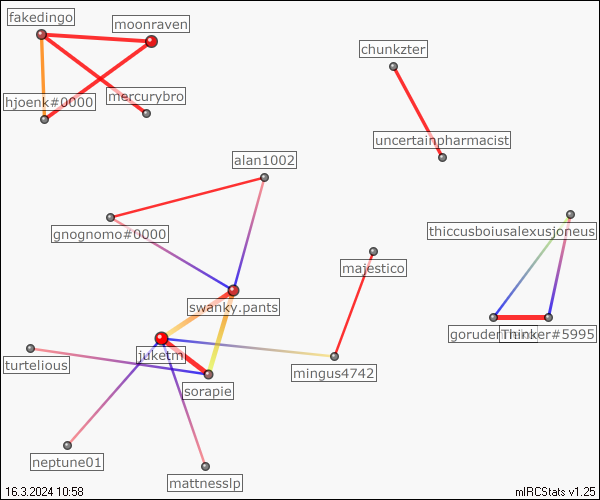 fakedingo
moonraven
chunkzter
hjoenk#0000
mercurybro
uncertainpharmacist
alan1002
gnognomo#0000
thiccusboiusalexusjoneus
majestico
swanky.pants
Thinker#5995
juketm
turtelious
mingus4742
sorapie
neptune01
mattnesslp
16.3.2024 10:58
mIRCStats v1.25